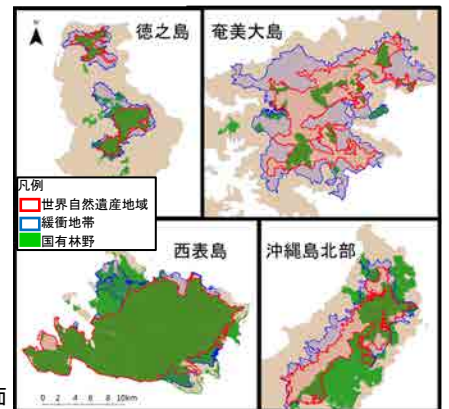 N
徳之島
奄美大島
凡例
世界自然遺産地域
緩衝地帯
国有林野
西表島
沖縄島北部
0 2 4 6 8 10km
面